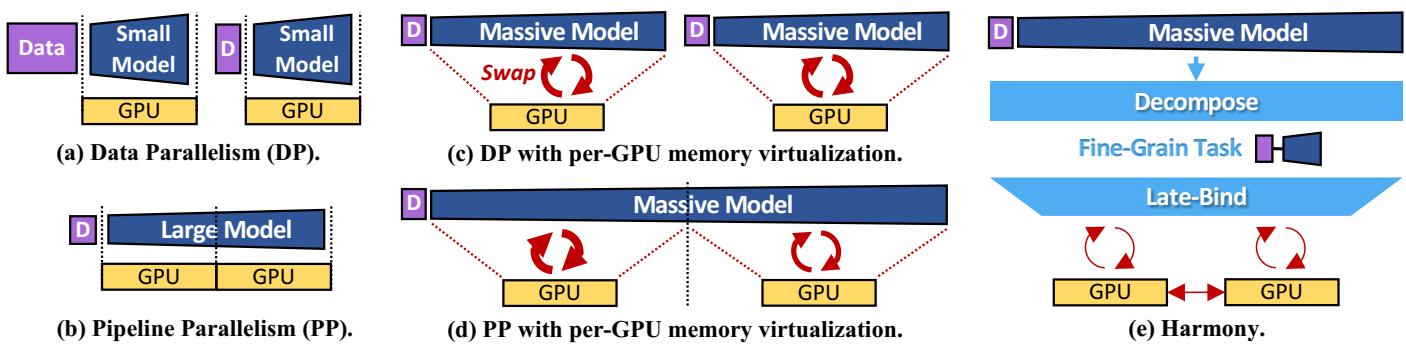 Data
Small
Model
GPU
D
Small
Model
GPU
(a) Data Parallelism (DP).
D
Large Model
GPU
GPU
(b) Pipeline Parallelism (PP).
D
Massive Model
Swap
GPU
D
Massive Model
GPU
(c) DP with per-GPU memory virtualization.
D
Massive Model
GPU
GPU
(d) PP with per-GPU memory virtualization.
D
Massive Model
Decompose
Fine-Grain Task
Late-Bind
GPU
GPU
(e) Harmony.